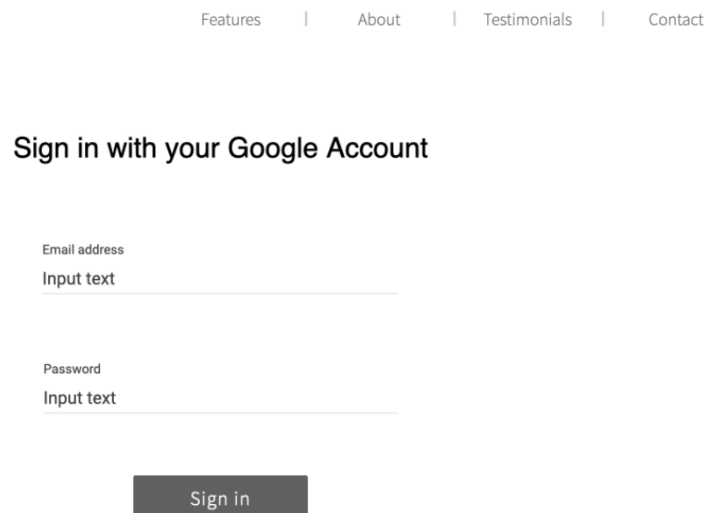 Features | About | Testimonials | Contact
Sign in with your Google Account
Email address
Input text
Password
Input text
Sign in